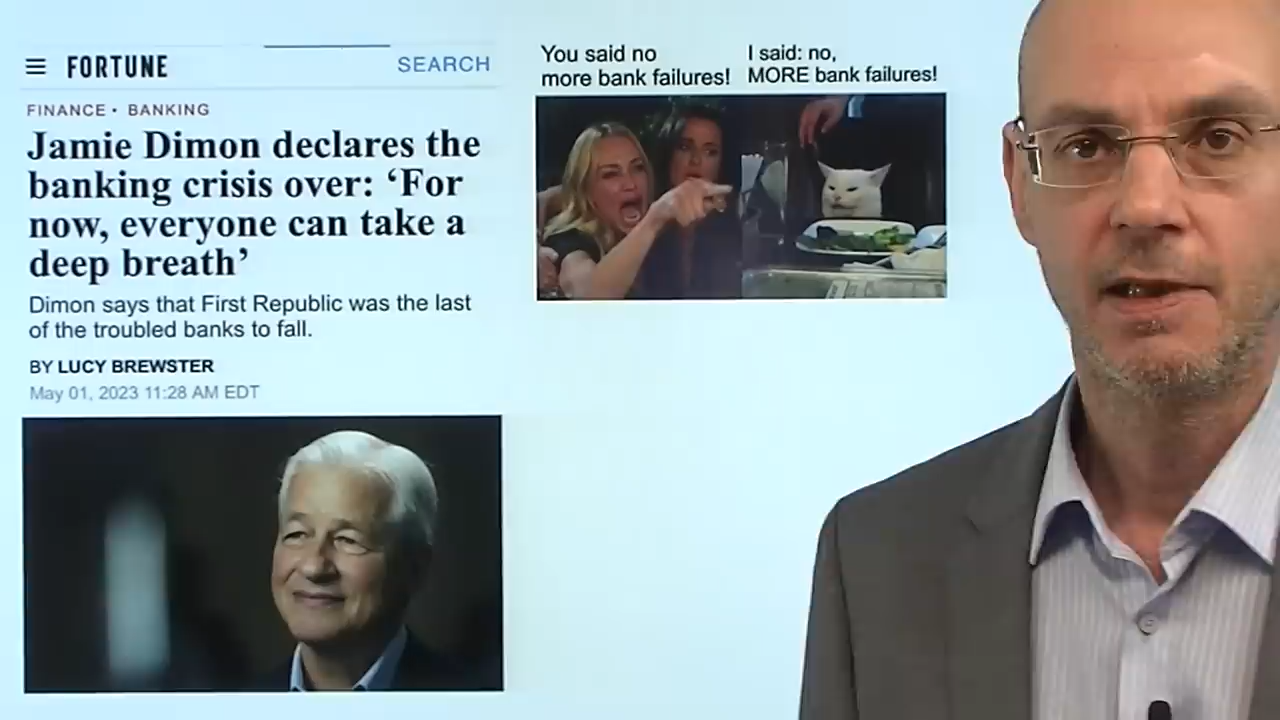 FORTUNE
SEARCH
FINANCE • BANKING
Jamie Dimon declares the
banking crisis over: ‘For
now, everyone can take a
deep breath’
Dimon says that First Republic was the last
of the troubled banks to fall.
BY LUCY BREWSTER
May 01, 2023 11:28 AM EDT
You said no
more bank failures!
I said: no,
MORE bank failures!